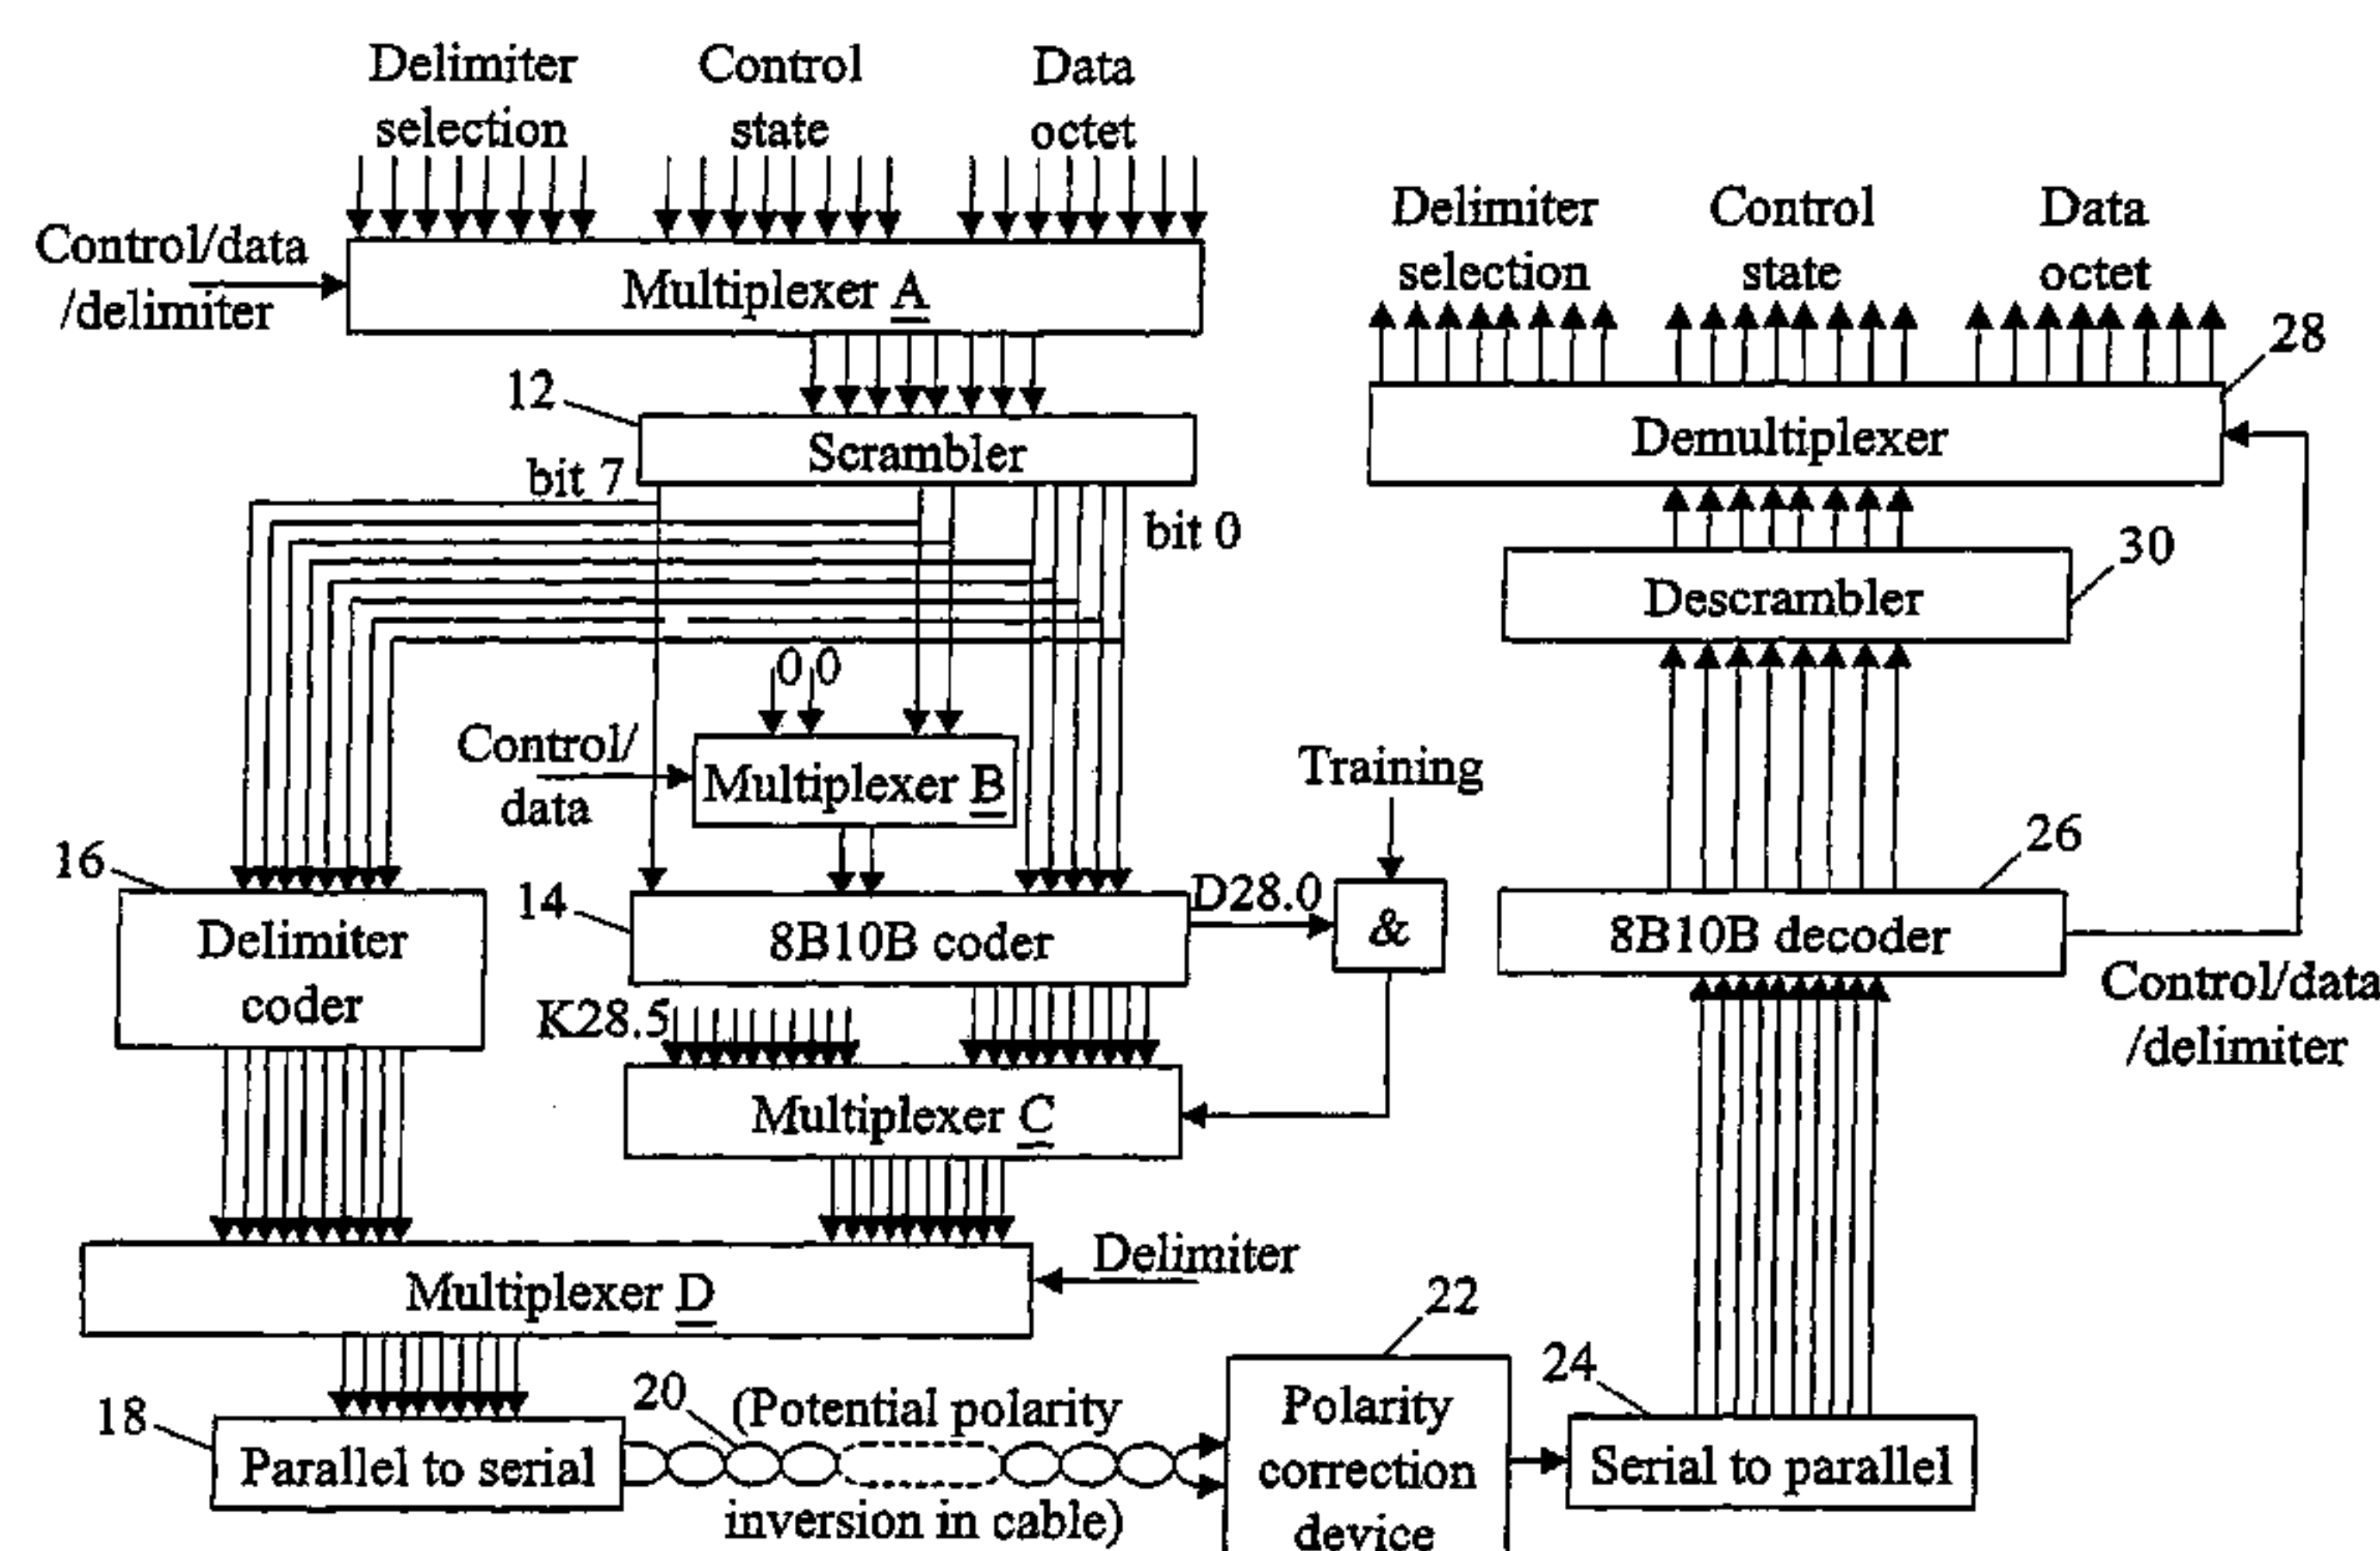 Delimiter
selection
Control
state
Data
octet
Control/data
/delimiter
Multiplexer A
12
Scrambler
bit 7
bit 0
0 0
Control/
data
Multiplexer B
Training
16
Delimiter
coder
14
8B10B coder
D28.0
&
K28.5
Multiplexer C
Multiplexer D
Delimiter
18
Parallel to serial
20
(Potential polarity
inversion in cable)
22
Polarity
correction
device
24
Serial to parallel
26
8B10B decoder
Control/data
/delimiter
30
Descrambler
28
Demultiplexer
Delimiter
selection
Control
state
Data
octet